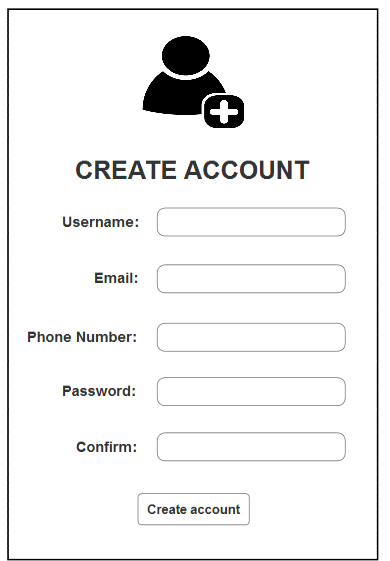 CREATE ACCOUNT
Username:
Email:
Phone Number:
Password:
Confirm:
Create account